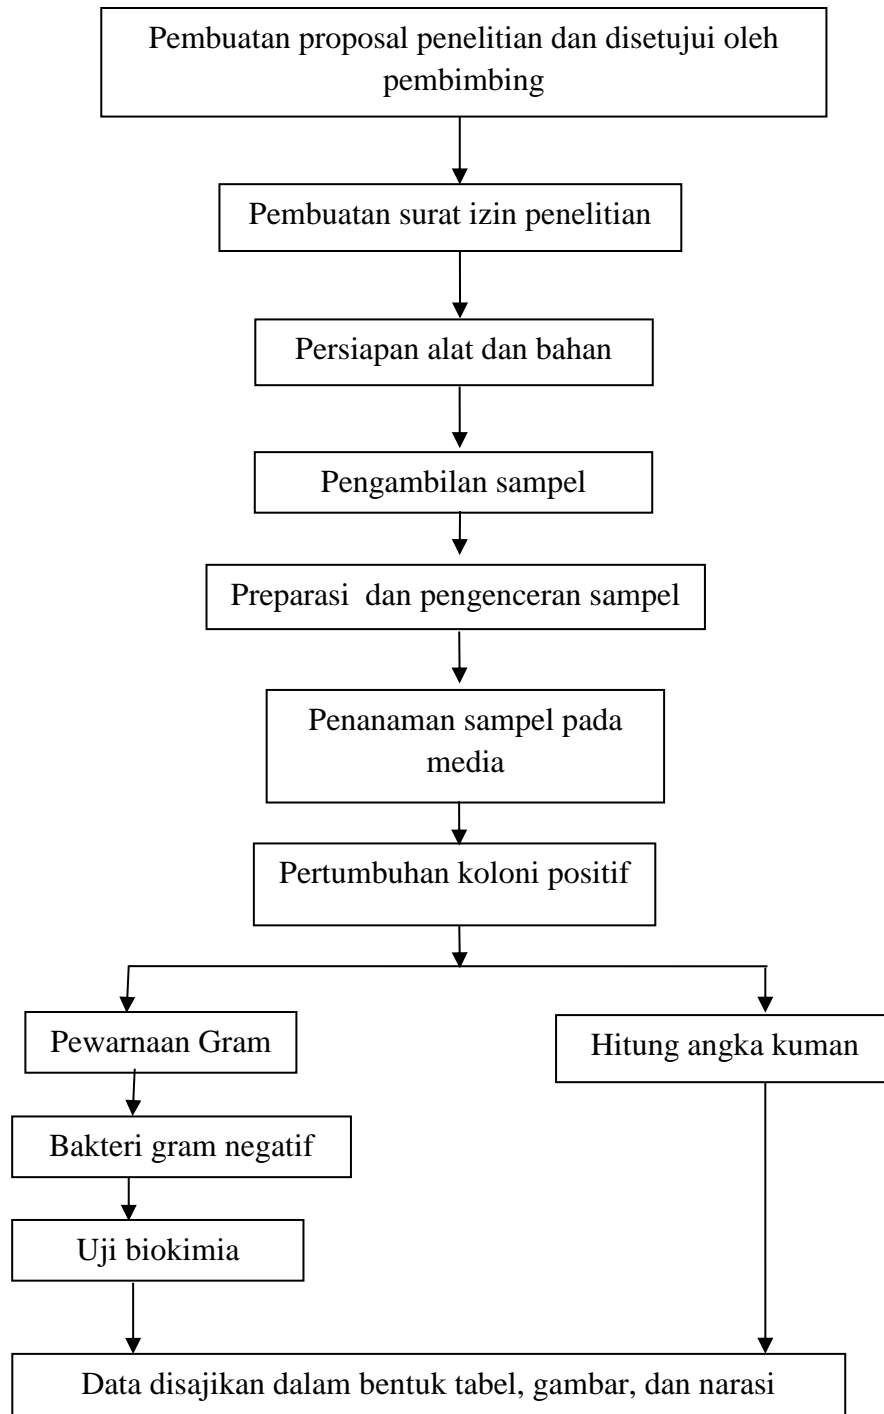 Pembuatan proposal penelitian dan disetujui oleh
pembimbing
Pembuatan surat izin penelitian
Persiapan alat dan bahan
Pengambilan sampel
Preparasi  dan pengenceran sampel
Penanaman sampel pada
media
Pertumbuhan koloni positif
Pewarnaan Gram
Hitung angka kuman
Bakteri gram negatif
Uji biokimia
Data disajikan dalam bentuk tabel, gambar, dan narasi